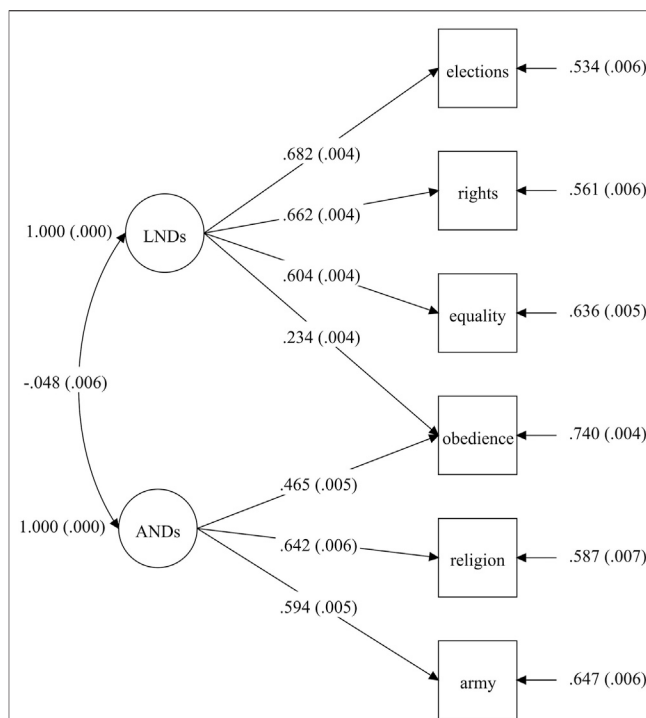 elections
.534 (.006)
.682 (.004)
rights
.561 (.006)
.662 (.004)
1.000 (.000)
LNDs
.604 (.004)
equality
.636 (.005)
.234 (.004)
-.048 (.006)
obedience
.740 (.004)
.465 (.005)
1.000 (.000)
ANDs
.642 (.006)
religion
.587 (.007)
.594 (.005)
army
.647 (.006)